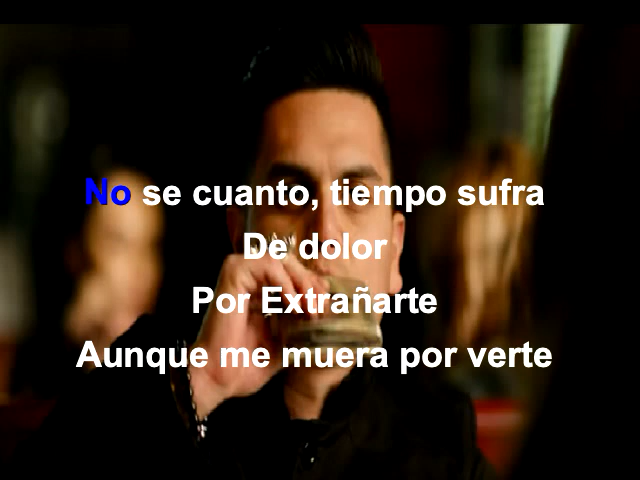 No se cuanto, tiempo sufra
De dolor
Por Extrañarte
Aunque me muera por verte